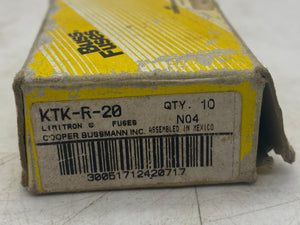 BUSS
FUSES
KTK-R-20
QTY. 10
LIMITRON ® FUSES
N04
COOPER BUSSMANN INC. ASSEMBLED IN MEXICO
30051712420717